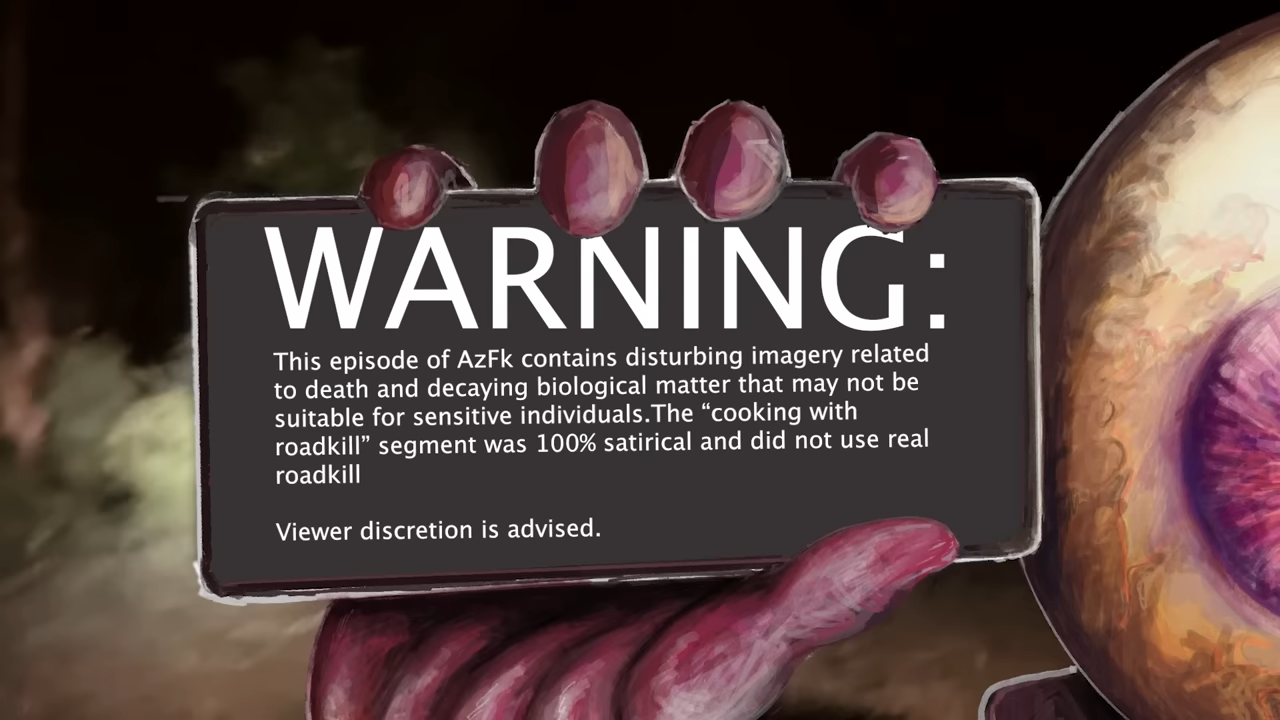 WARNING:
This episode of AzFk contains disturbing imagery related
to death and decaying biological matter that may not be
suitable for sensitive individuals.The “cooking with
roadkill” segment was 100% satirical and did not use real
roadkill
Viewer discretion is advised.